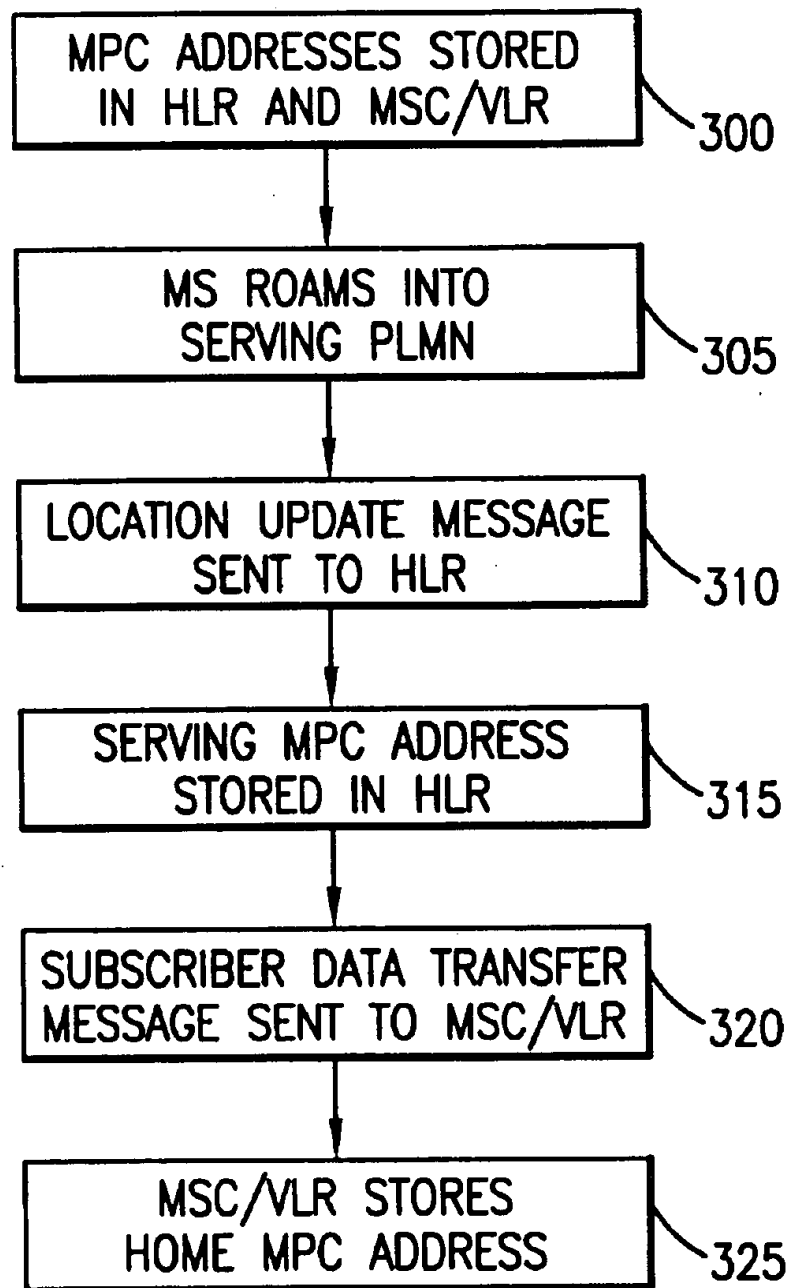 MPC ADDRESSES STORED
IN HLR AND MSC/VLR
300
MS ROAMS INTO
SERVING PLMN
305
LOCATION UPDATE MESSAGE
SENT TO HLR
310
SERVING MPC ADDRESS
STORED IN HLR
315
SUBSCRIBER DATA TRANSFER
MESSAGE SENT TO MSC/VLR
320
MSC/VLR STORES
HOME MPC ADDRESS
325